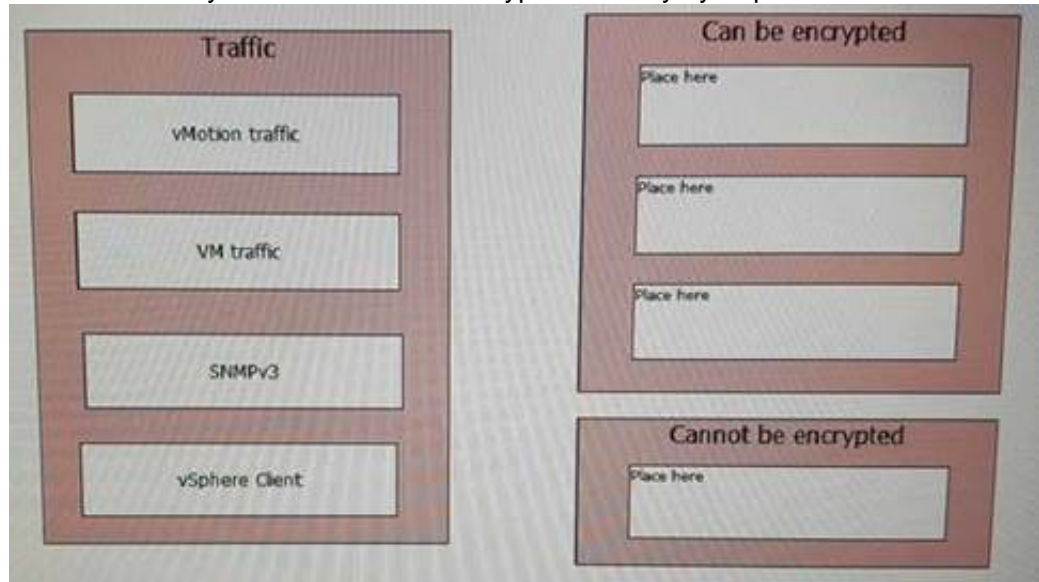 Traffic
vMotion traffic
VM traffic
SNMPv3
vSphere Client
Can be encrypted
Place here
Place here
Place here
Cannot be encrypted
Place here